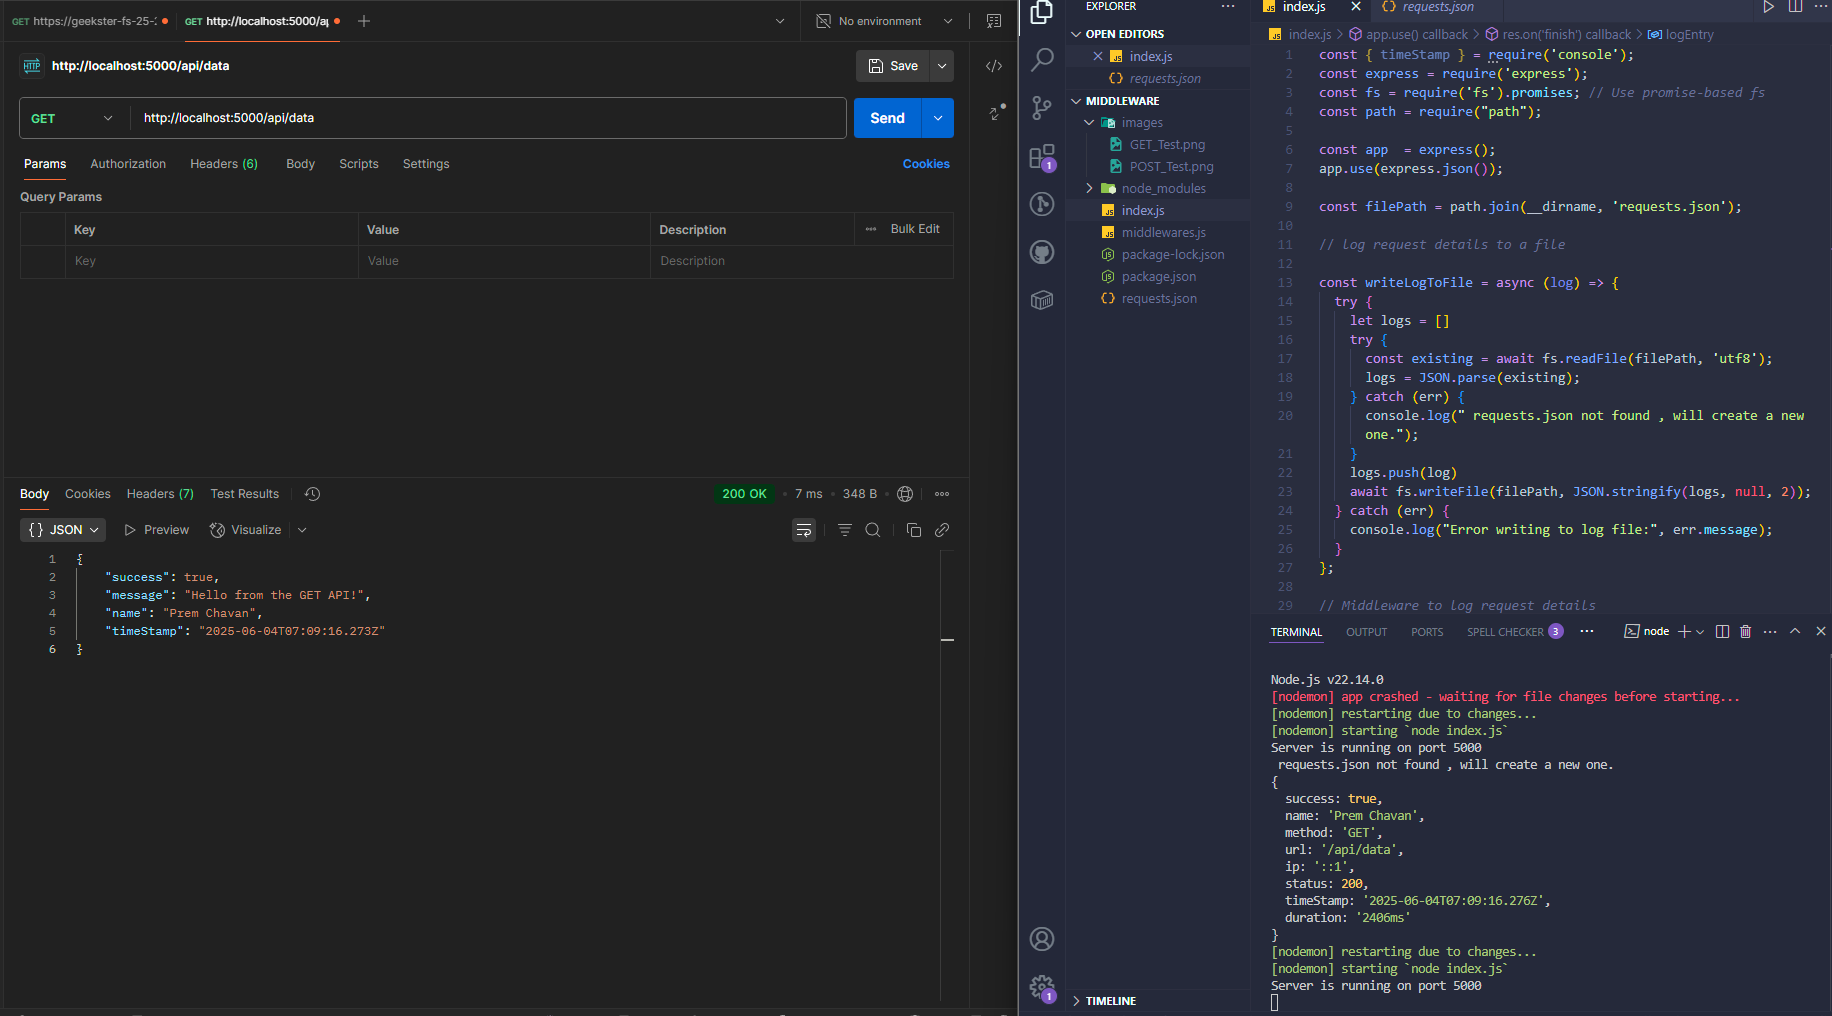 GET https://geekster-fs-25-
GET http://localhost:5000/a
No environment
HTTP http://localhost:5000/api/data
Save
GET http://localhost:5000/api/data
Send
Params Authorization Headers (6) Body Scripts Settings Cookies
Query Params
Key Value Description Bulk Edit
Key Value Description
Body Cookies Headers (7) Test Results
200 OK 7 ms 348 B
{} JSON Preview Visualize
1 {
2 "success": true,
3 "message": "Hello from the GET API!",
4 "name": "Prem Chavan",
5 "timeStamp": "2025-06-04T07:09:16.273Z"
6 }
1
1
EXPLORER
OPEN EDITORS
JS index.js
{} requests.json
MIDDLEWARE
images
GET_Test.png
POST_Test.png
node_modules
JS index.js
JS middlewares.js
package-lock.json
package.json
{} requests.json
TIMELINE
JS index.js
{} requests.json
JS index.js > app.use() callback > res.on('finish') callback > logEntry
1 const { timeStamp } = require('console');
2 const express = require('express');
3 const fs = require('fs').promises; // Use promise-based fs
4 const path = require("path");
5
6 const app  = express();
7 app.use(express.json());
8
9 const filePath = path.join(__dirname, 'requests.json');
10
11 // log request details to a file
12
13 const writeLogToFile = async (log) => {
14 try {
15 let logs = []
16 try {
17 const existing = await fs.readFile(filePath, 'utf8');
18 logs = JSON.parse(existing);
19 } catch (err) {
20 console.log(" requests.json not found , will create a new
one.");
21 }
22 logs.push(log)
23 await fs.writeFile(filePath, JSON.stringify(logs, null, 2));
24 } catch (err) {
25 console.log("Error writing to log file:", err.message);
26 }
27 };
28
29 // Middleware to log request details
TERMINAL OUTPUT PORTS SPELL CHECKER 3
node
Node.js v22.14.0
[nodemon] app crashed - waiting for file changes before starting...
[nodemon] restarting due to changes...
[nodemon] starting `node index.js`
Server is running on port 5000
requests.json not found , will create a new one.
{
success: true,
name: 'Prem Chavan',
method: 'GET',
url: '/api/data',
ip: '::1',
status: 200,
timeStamp: '2025-06-04T07:09:16.276Z',
duration: '2406ms'
}
[nodemon] restarting due to changes...
[nodemon] starting `node index.js`
Server is running on port 5000